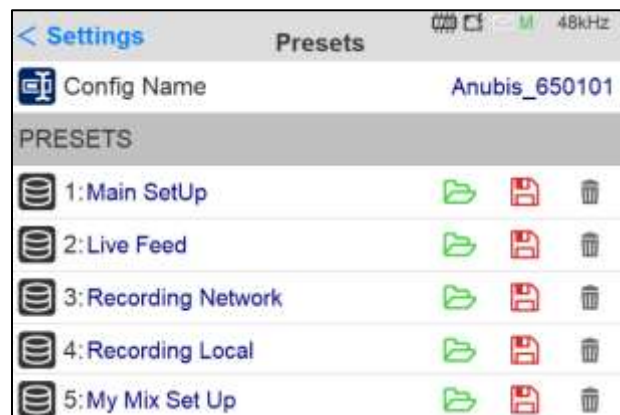 < Settings
Presets
M 48kHz
Config Name Anubis_650101
PRESETS
1:Main SetUp
2:Live Feed
3:Recording Network
4:Recording Local
5:My Mix Set Up